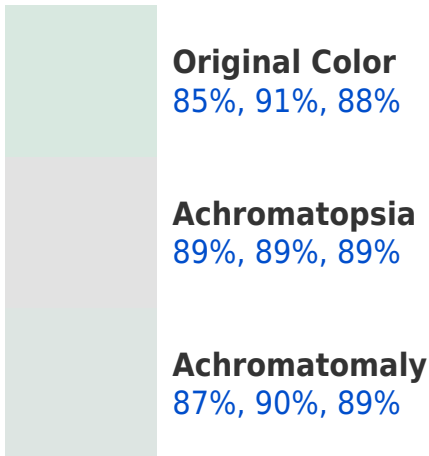 Original Color
85%, 91%, 88%
Achromatopsia
89%, 89%, 89%
Achromatomaly
87%, 90%, 89%